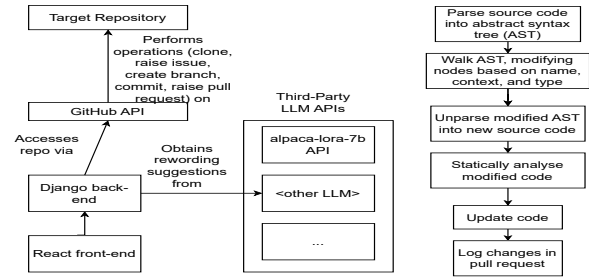 Target Repository
Performs
operations (clone,
raise issue,
create branch,
commit, raise pull
request) on
GitHub API
Accesses
repo via
Django back-
end
React front-end
Obtains
rewording
suggestions
from
Third-Party
LLM APIs
alpaca-lora-7b
API
<other LLM>
...
Parse source code
into abstract syntax
tree (AST)
Walk AST, modifying
nodes based on name,
context, and type
Unparse modified AST
into new source code
Statically analyse
modified code
Update code
Log changes in
pull request